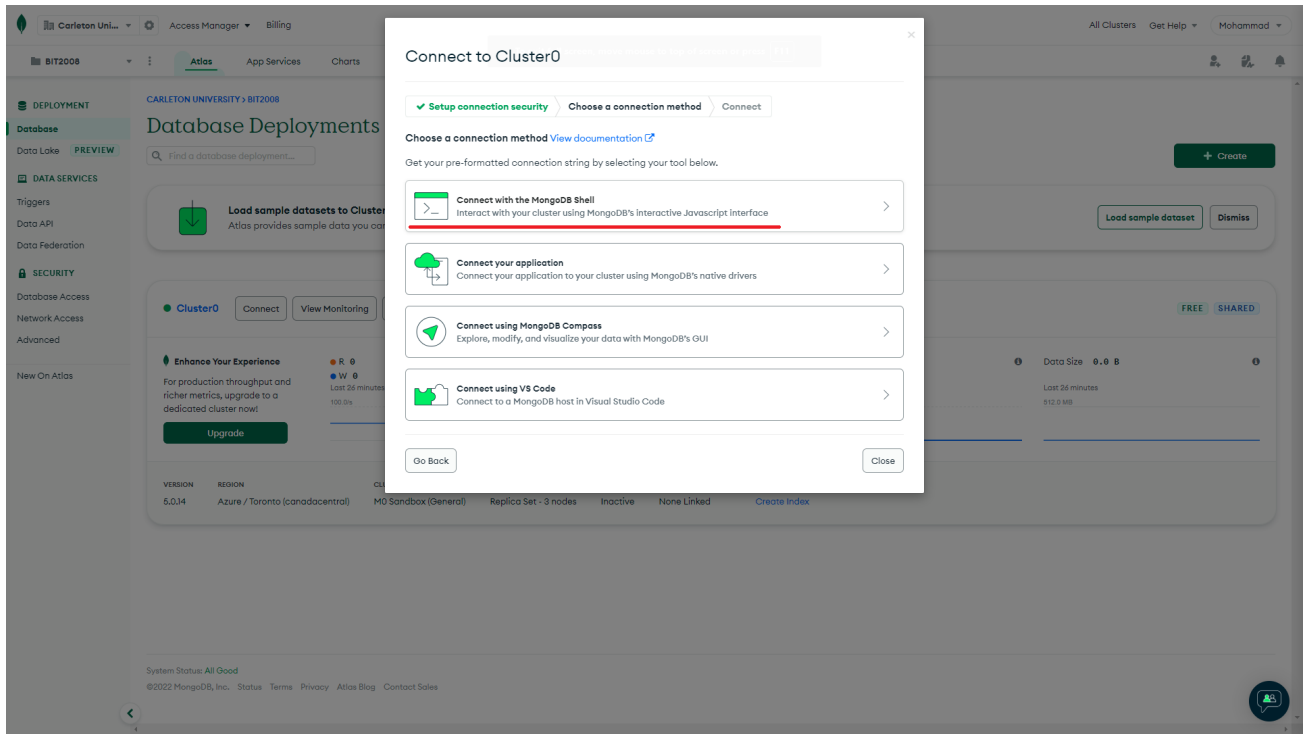 Carleton Uni...
Access Manager
Billing
All Clusters
Get Help
Mohammad
BIT2008
Atlas
App Services
Charts
DEPLOYMENT
Database
Data Lake PREVIEW
DATA SERVICES
Triggers
Data API
Data Federation
SECURITY
Database Access
Network Access
Advanced
New On Atlas
CARLETON UNIVERSITY > BIT2008
Database Deployments
Find a database deployment...
+ Create
Load sample datasets to Cluster
Atlas provides sample data you can
Load sample dataset
Dismiss
Cluster0
Connect
View Monitoring
FREE
SHARED
Enhance Your Experience
For production throughput and
richer metrics, upgrade to a
dedicated cluster now!
Upgrade
R 0
W 0
Last 26 minutes
100.0/s
Data Size 0.0 B
Last 26 minutes
512.0 MB
VERSION
REGION
5.0.14
Azure / Toronto (canadacentral)
M0 Sandbox (General)
Replica Set - 3 nodes
Inactive
None Linked
Create Index
Connect to Cluster0
Setup connection security
Choose a connection method
Connect
Choose a connection method View documentation
Get your pre-formatted connection string by selecting your tool below.
Connect with the MongoDB Shell
Interact with your cluster using MongoDB's interactive Javascript interface
Connect your application
Connect your application to your cluster using MongoDB's native drivers
Connect using MongoDB Compass
Explore, modify, and visualize your data with MongoDB's GUI
Connect using VS Code
Connect to a MongoDB host in Visual Studio Code
Go Back
Close
System Status: All Good
©2022 MongoDB, Inc. Status Terms Privacy Atlas Blog Contact Sales